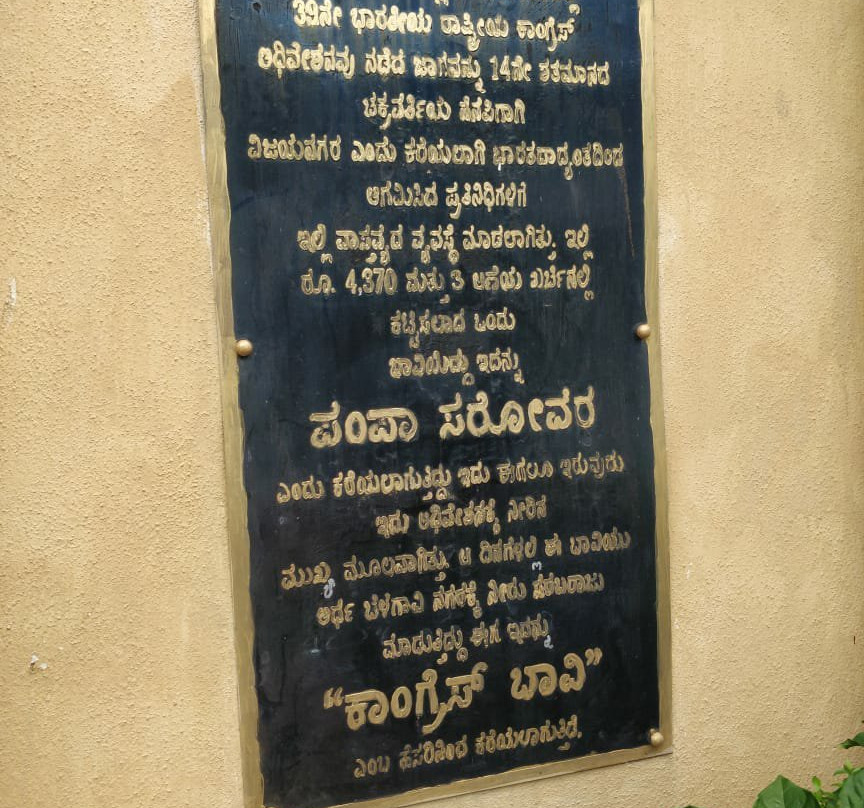 39ನೇ ಭಾರತೀಯ ರಾಷ್ಟ್ರೀಯ ಕಾಂಗ್ರೆಸ್
ಅಧಿವೇಶನವು ನಡೆದ ಜಾಗವನ್ನು 14ನೇ ಶತಮಾನದ
ಚಕ್ರವರ್ತಿಯ ನೆನಪಿಗಾಗಿ
ವಿಜಯನಗರ ಎಂದು ಕರೆಯಲಾಗಿ ಭಾರತದಾದ್ಯಂತದಿಂದ
ಆಗಮಿಸಿದ ಪ್ರತಿನಿಧಿಗಳಿಗೆ
ಇಲ್ಲಿ ವಾಸ್ತವ್ಯದ ವ್ಯವಸ್ಥೆ ಮಾಡಲಾಗಿತ್ತು. ಇಲ್ಲಿ
ರೂ. 4,370 ಮತ್ತು 3 ಆಣೆಯ ಖರ್ಚಿನಲ್ಲಿ
ಕಟ್ಟಿಸಲಾದ ಒಂದು
ಬಾವಿಯಿದ್ದು ಇದನ್ನು
ಪಂಪಾ ಸರೋವರ
ಎಂದು ಕರೆಯಲಾಗುತ್ತಿದ್ದು ಇದು ಈಗಲೂ ಇರುವುದು
ಇದು ಅಧಿವೇಶನಕ್ಕೆ ನೀರಿನ
ಮುಖ್ಯ ಮೂಲವಾಗಿತ್ತು. ಆ ದಿನಗಳಲ್ಲಿ ಈ ಬಾವಿಯು
ಅರ್ಧ ಬೆಳಗಾವಿ ನಗರಕ್ಕೆ ನೀರು ಸರಬರಾಜು
ಮಾಡುತ್ತಿದ್ದು ಈಗ ಇದನ್ನು
“ಕಾಂಗ್ರೆಸ್ ಬಾವಿ”
ಎಂಬ ಹೆಸರಿನಿಂದ ಕರೆಯಲಾಗುತ್ತಿದೆ.